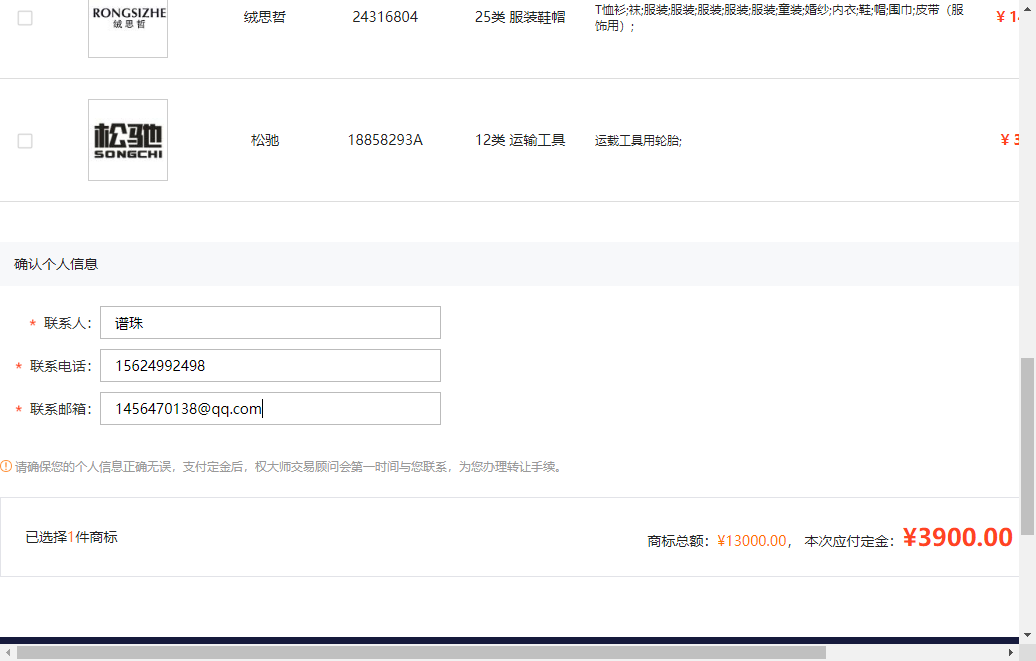 RONGSIZHE
绒思哲
绒思哲 24316804 25类 服装鞋帽 T恤衫;袜;服装;服装;服装;服装;服装;童装;婚纱;内衣;鞋;帽;围巾;皮带（服
饰用）;
¥ 1
松驰
SONGCHI
松驰 18858293A 12类 运输工具 运载工具用轮胎; ¥ 3
确认个人信息
* 联系人： 谱珠
* 联系电话： 15624992498
* 联系邮箱： 1456470138@qq.com
请确保您的个人信息正确无误，支付定金后，权大师交易顾问会第一时间与您联系，为您办理转让手续。
已选择1件商标 商标总额：¥13000.00， 本次应付定金：¥3900.00